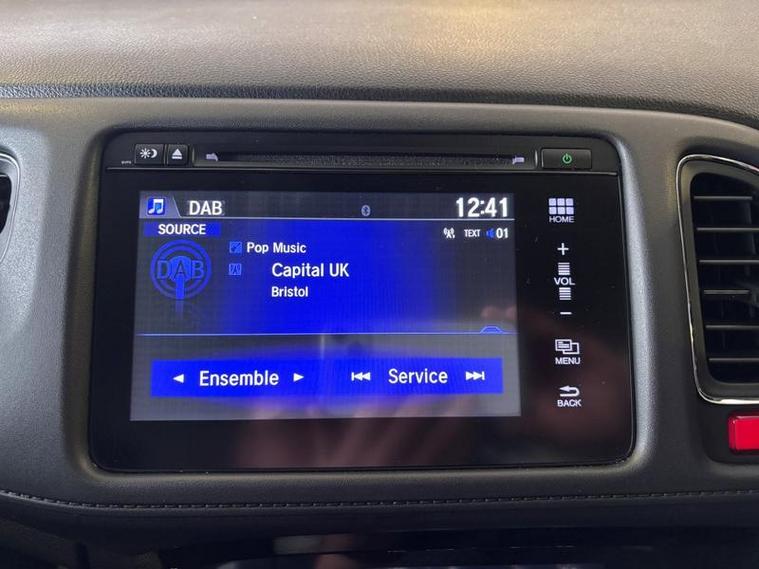 DAB
12:41
SOURCE
TEXT 01
DAB
Pop Music
Capital UK
Bristol
Ensemble
Service
HOME
+
VOL
−
MENU
BACK